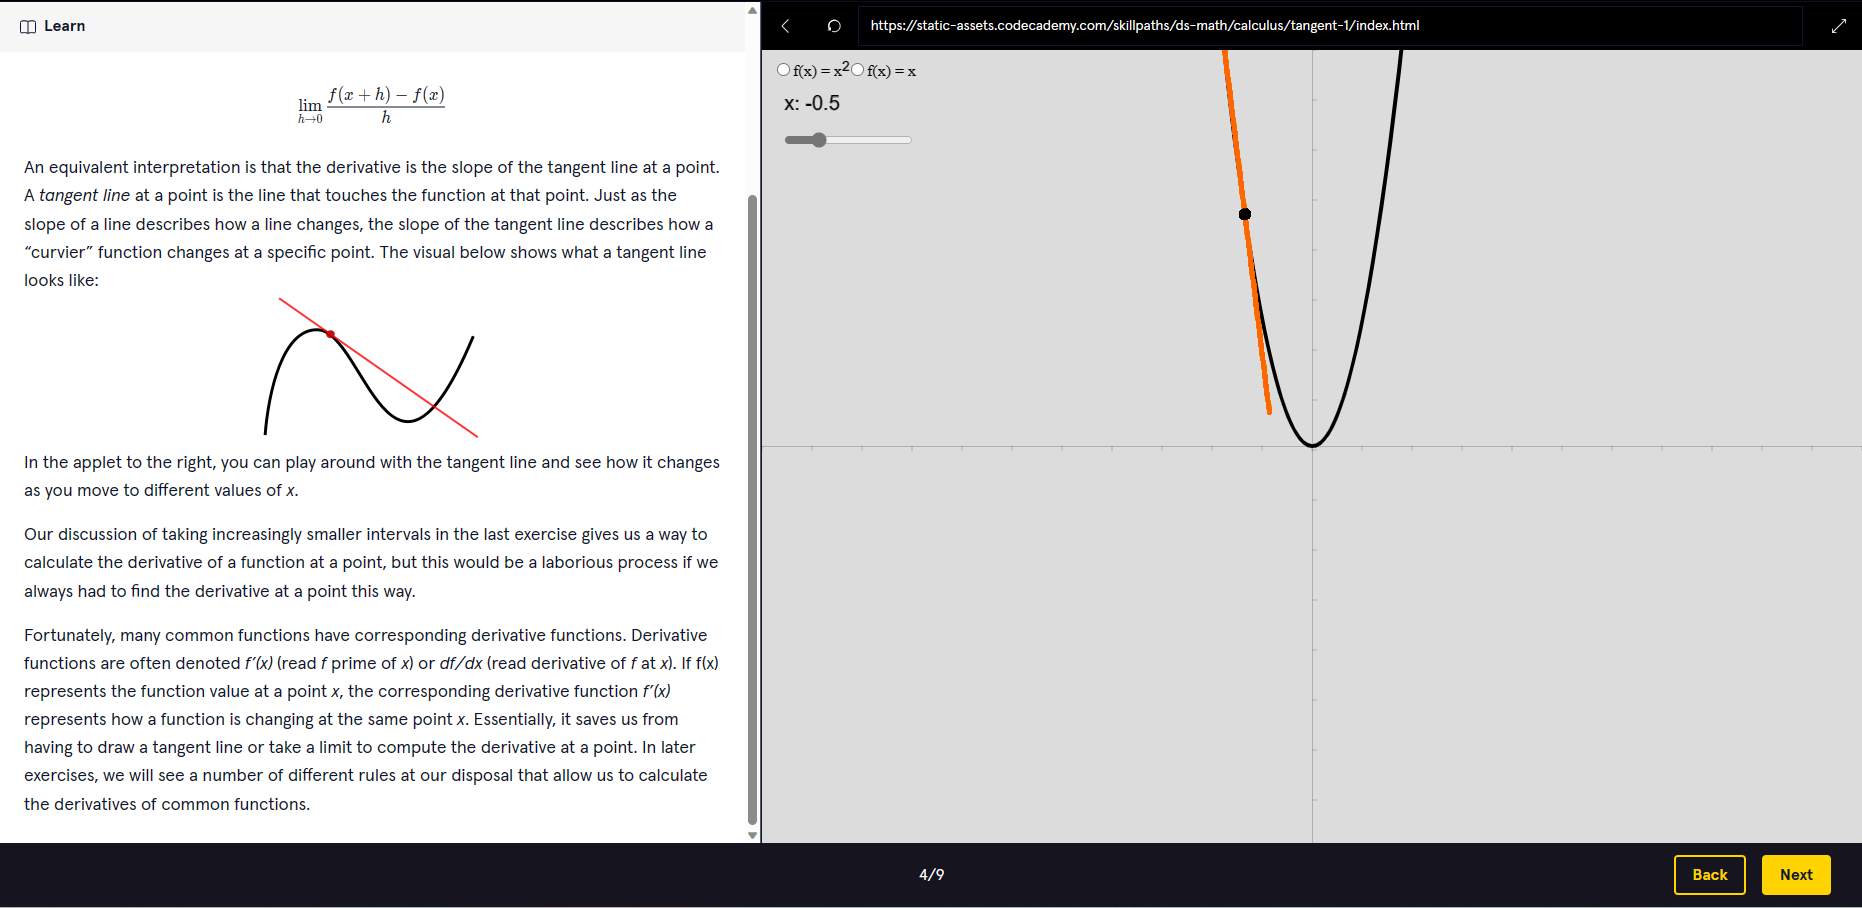 Learn
https://static-assets.codecademy.com/skillpaths/ds-math/calculus/tangent-1/index.html
lim h→0 f(x + h) − f(x) / h
An equivalent interpretation is that the derivative is the slope of the tangent line at a point.
A tangent line at a point is the line that touches the function at that point. Just as the
slope of a line describes how a line changes, the slope of the tangent line describes how a
“curvier” function changes at a specific point. The visual below shows what a tangent line
looks like:
In the applet to the right, you can play around with the tangent line and see how it changes
as you move to different values of x.
Our discussion of taking increasingly smaller intervals in the last exercise gives us a way to
calculate the derivative of a function at a point, but this would be a laborious process if we
always had to find the derivative at a point this way.
Fortunately, many common functions have corresponding derivative functions. Derivative
functions are often denoted f’(x) (read f prime of x) or df/dx (read derivative of f at x). If f(x)
represents the function value at a point x, the corresponding derivative function f’(x)
represents how a function is changing at the same point x. Essentially, it saves us from
having to draw a tangent line or take a limit to compute the derivative at a point. In later
exercises, we will see a number of different rules at our disposal that allow us to calculate
the derivatives of common functions.
f(x) = x² f(x) = x
x: -0.5
4/9
Back
Next